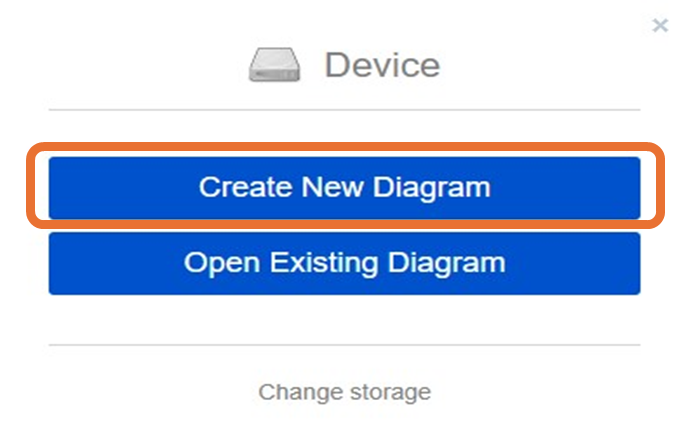 Device
Create New Diagram
Open Existing Diagram
Change storage